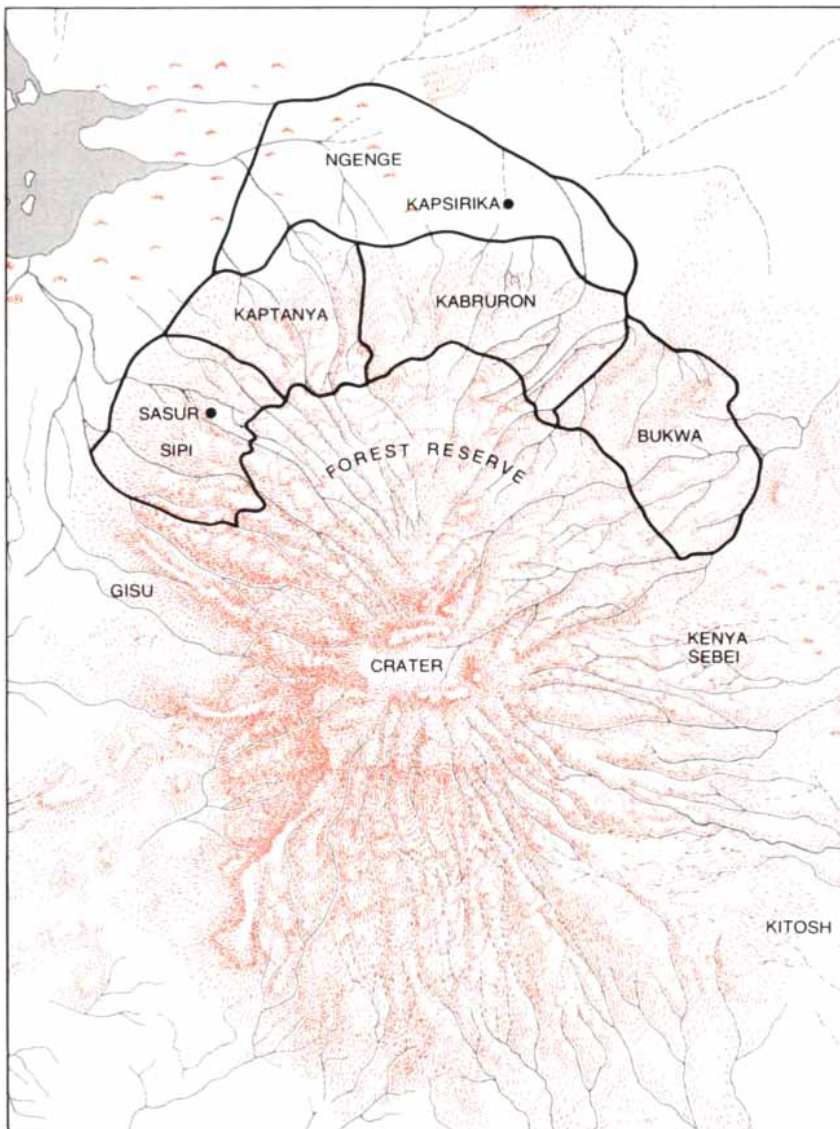 NGENGE
KAPSIRIKA
KAPTANYA
KABRURON
SASUR
SIPI
BUKWA
FOREST RESERVE
GISU
KENYA
SEBEI
CRATER
KITOSH